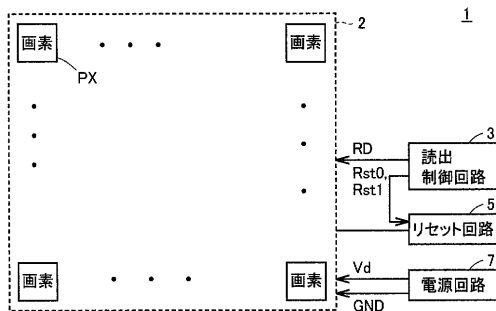 1
2
画素 画素
PX
3
RD
読出
制御回路
Rst0,
Rst1
5
リセット回路
7
画素 画素
Vd
電源回路
GND